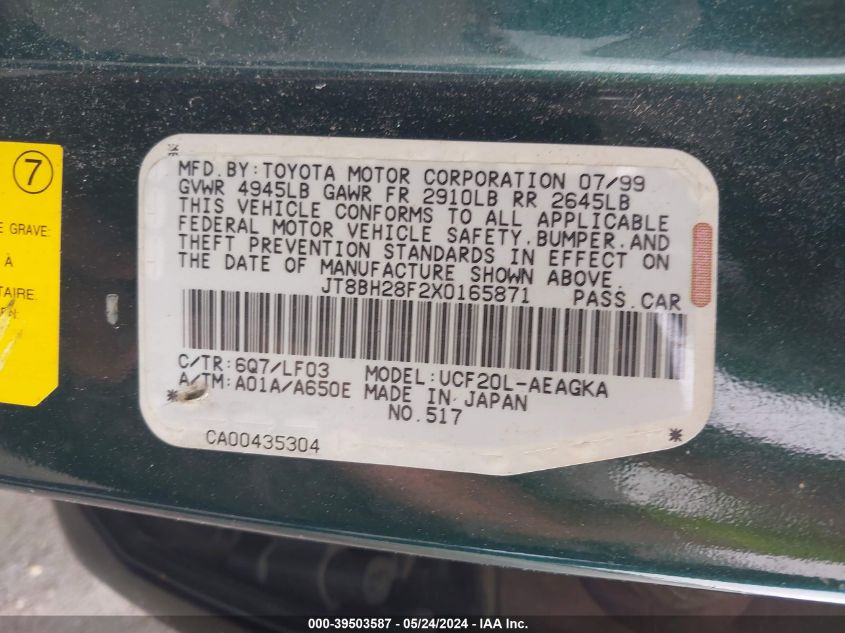 7
E GRAVE:
À
TAIRE.
EN:
MFD. BY: TOYOTA MOTOR CORPORATION 07/99
GVWR 4945LB GAWR FR 2910LB RR 2645LB
THIS VEHICLE CONFORMS TO ALL APPLICABLE
FEDERAL MOTOR VEHICLE SAFETY, BUMPER, AND
THEFT PREVENTION STANDARDS IN EFFECT ON
THE DATE OF MANUFACTURE SHOWN ABOVE.
JT8BH28F2X0165871 PASS. CAR
C/TR: 6Q7/LF03 MODEL: UCF20L-AEAGKA
A/TM: A01A/A650E MADE IN JAPAN
NO. 517
CA00435304
000-39503587 - 05/24/2024 - IAA Inc.